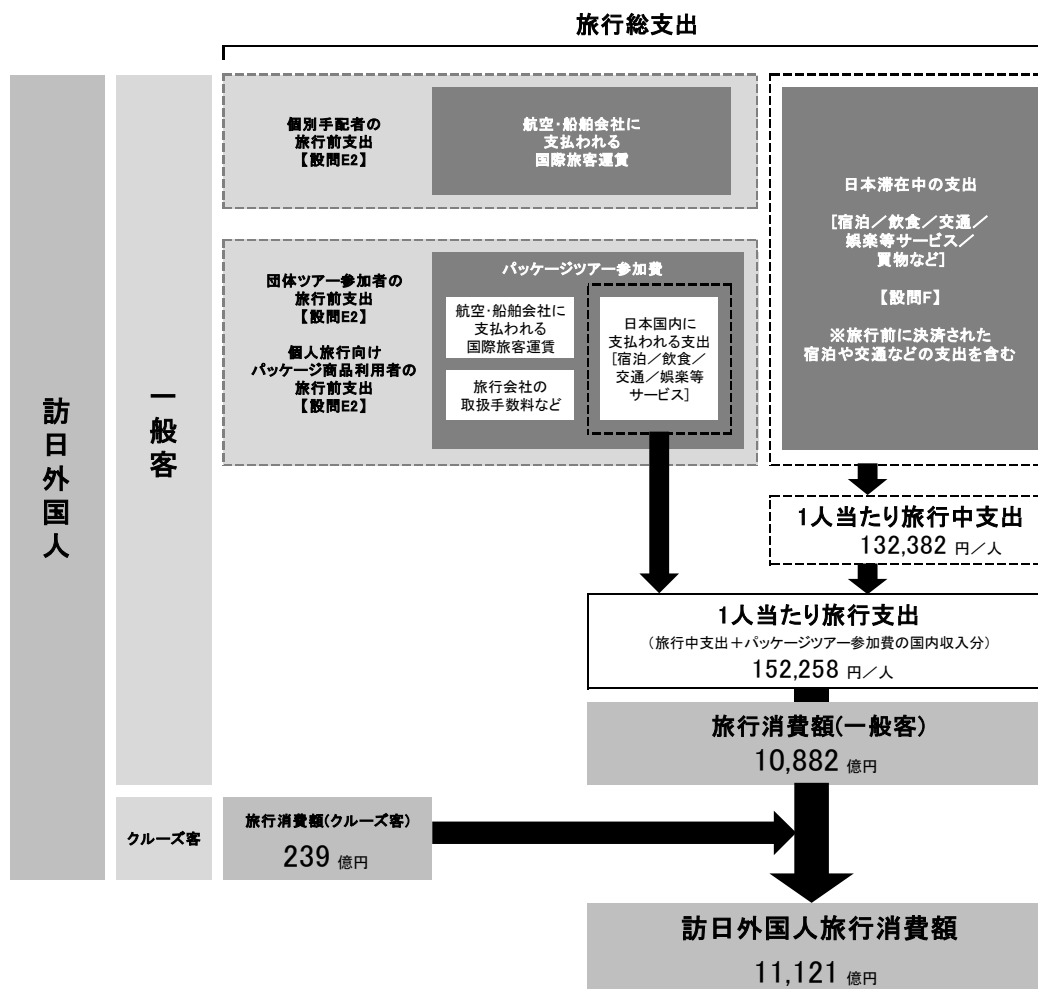 旅行総支出
訪日外国人
一般客
個別手配者の
旅行前支出
【設問E2】
航空・船舶会社に
支払われる
国際旅客運賃
団体ツアー参加者の
旅行前支出
【設問E2】
個人旅行向け
パッケージ商品利用者の
旅行前支出
【設問E2】
パッケージツアー参加費
航空・船舶会社に
支払われる
国際旅客運賃
旅行会社の
取扱手数料など
日本国内に
支払われる支出
[宿泊／飲食／
交通／娯楽等
サービス]
日本滞在中の支出
[宿泊／飲食／交通／
娯楽等サービス／
買物など]
【設問F】
※旅行前に決済された
宿泊や交通などの支出を含む
1人当たり旅行中支出
132,382 円／人
1人当たり旅行支出
（旅行中支出＋パッケージツアー参加費の国内収入分）
152,258 円／人
旅行消費額(一般客)
10,882 億円
クルーズ客
旅行消費額(クルーズ客)
239 億円
訪日外国人旅行消費額
11,121 億円